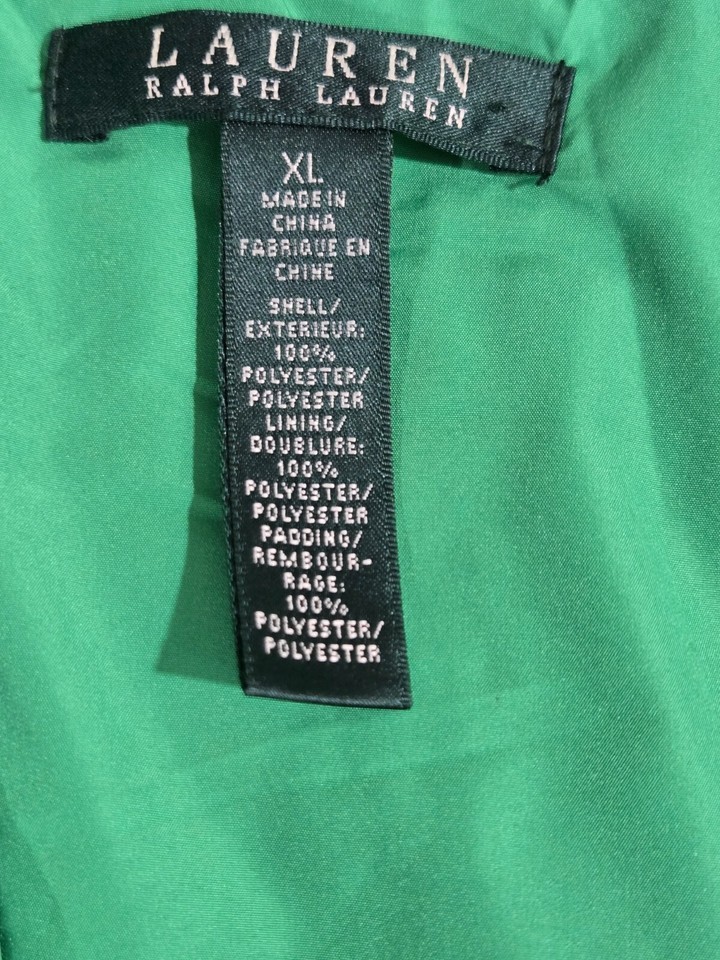 LAUREN
RALPH LAUREN
XL
MADE IN
CHINA
FABRIQUE EN
CHINE
SHELL/
EXTERIEUR:
100%
POLYESTER/
POLYESTER
LINING/
DOUBLURE:
100%
POLYESTER/
POLYESTER
PADDING/
REMBOUR-
RAGE:
100%
POLYESTER/
POLYESTER